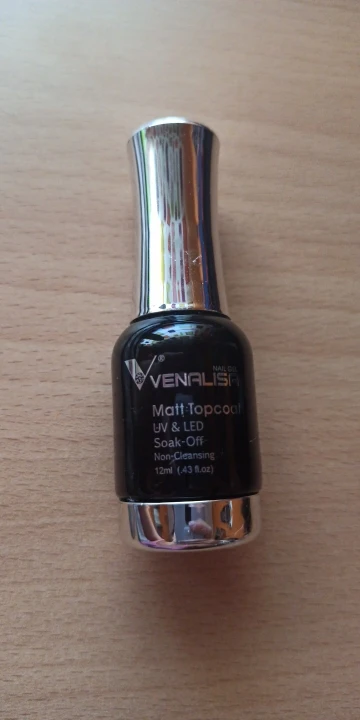 ®
NAIL GEL
VENALISA
Matt Topcoat
UV & LED
Soak-Off
Non-Cleansing
12ml (.43 fl.oz)